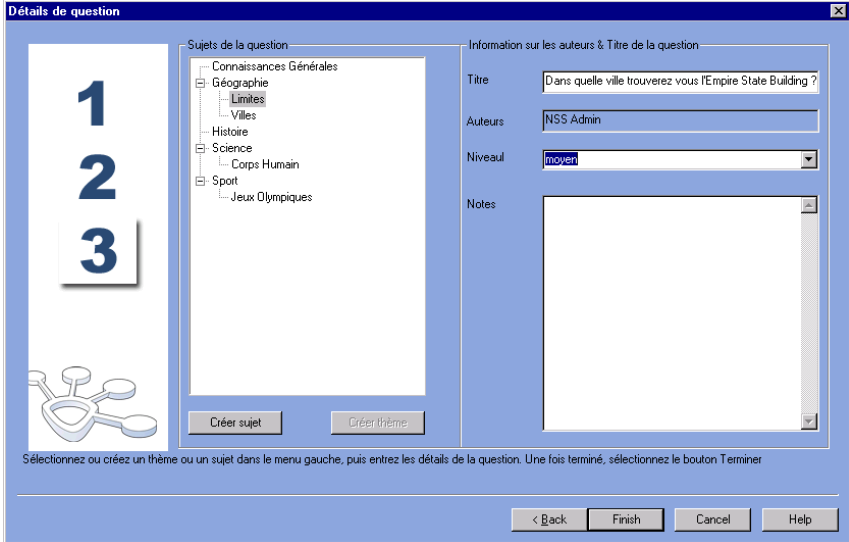 Détails de question
1
2
3
Sujets de la question
Connaissances Générales
Géographie
Limites
Villes
Histoire
Science
Corps Humain
Sport
Jeux Olympiques
Créer sujet
Créer thème
Information sur les auteurs & Titre de la question
Titre
Dans quelle ville trouverez vous l'Empire State Building ?
Auteurs
NSS Admin
Niveaul
moyen
Notes
Sélectionnez ou créez un thème ou un sujet dans le menu gauche, puis entrez les détails de la question. Une fois terminé, sélectionnez le bouton Terminer
< Back
Finish
Cancel
Help